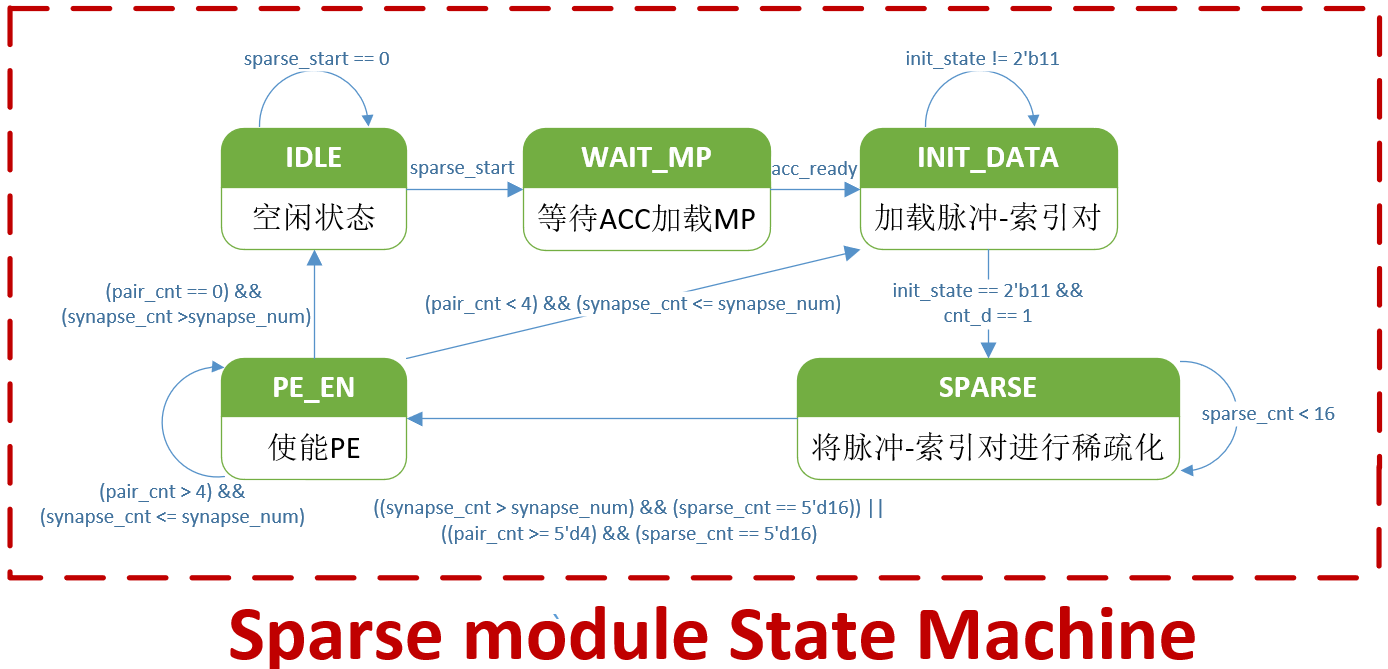 sparse_start == 0
init_state != 2'b11
IDLE
空闲状态
sparse_start
WAIT_MP
等待ACC加载MP
acc_ready
INIT_DATA
加载脉冲-索引对
(pair_cnt == 0) &&
(synapse_cnt >synapse_num)
(pair_cnt < 4) && (synapse_cnt <= synapse_num)
init_state == 2'b11 &&
cnt_d == 1
PE_EN
使能PE
SPARSE
将脉冲-索引对进行稀疏化
sparse_cnt < 16
(pair_cnt > 4) &&
(synapse_cnt <= synapse_num)
((synapse_cnt > synapse_num) && (sparse_cnt == 5'd16)) ||
((pair_cnt >= 5'd4) && (sparse_cnt == 5'd16)
Sparse module State Machine